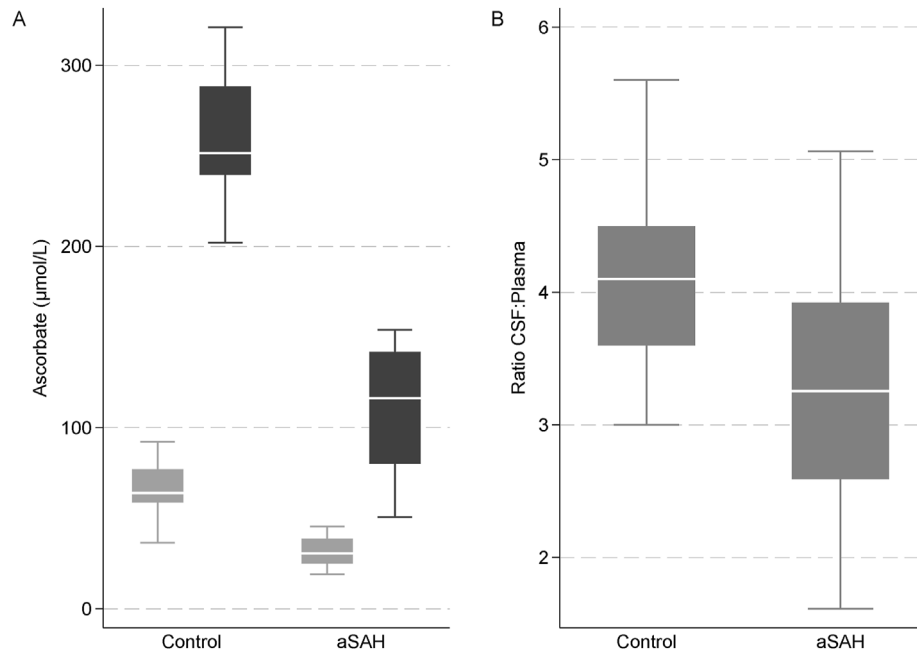 A
Ascorbate (µmol/L)
300
200
100
0
Control
aSAH
B
Ratio CSF:Plasma
6
5
4
3
2
Control
aSAH